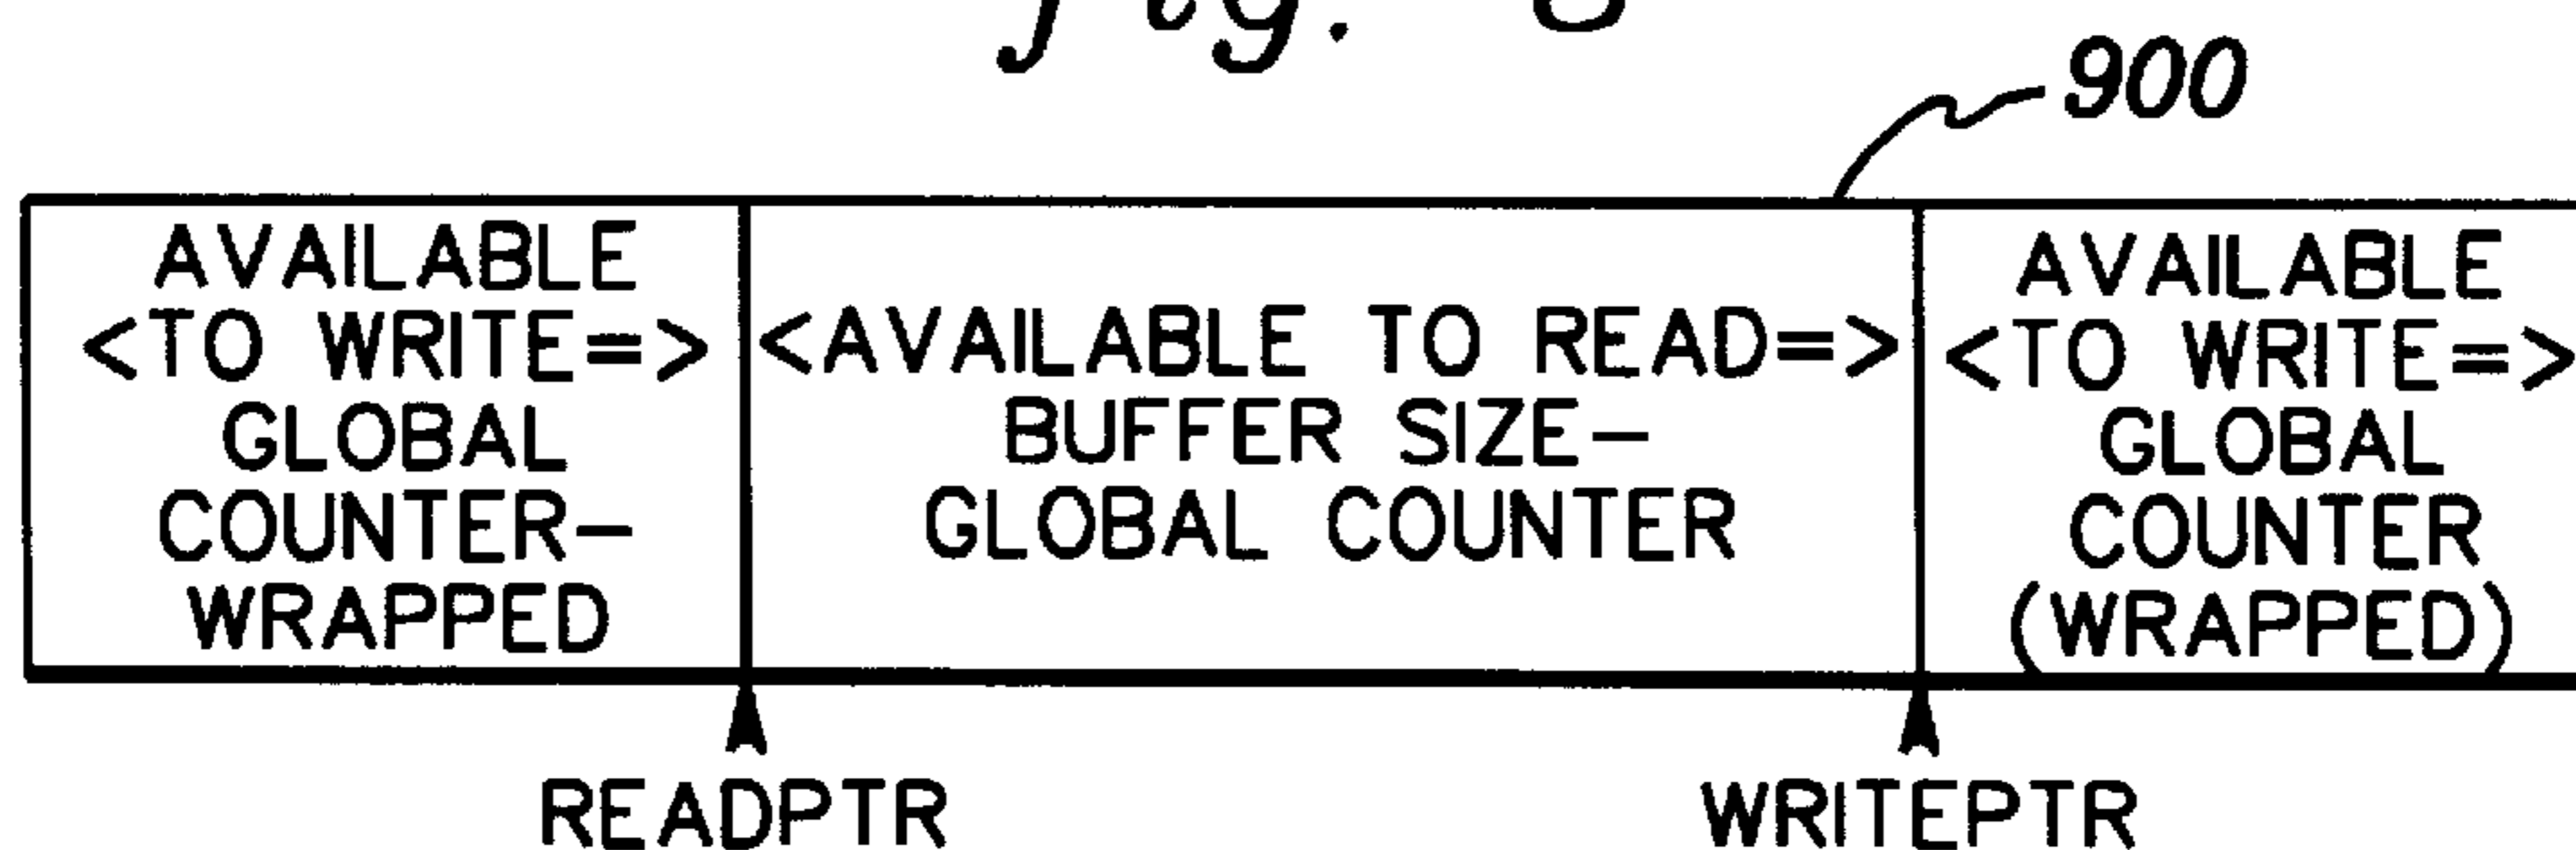 900
AVAILABLE
<TO WRITE=>
GLOBAL
COUNTER-
WRAPPED
<AVAILABLE TO READ=>
BUFFER SIZE-
GLOBAL COUNTER
AVAILABLE
<TO WRITE=>
GLOBAL
COUNTER
(WRAPPED)
READPTR
WRITEPTR